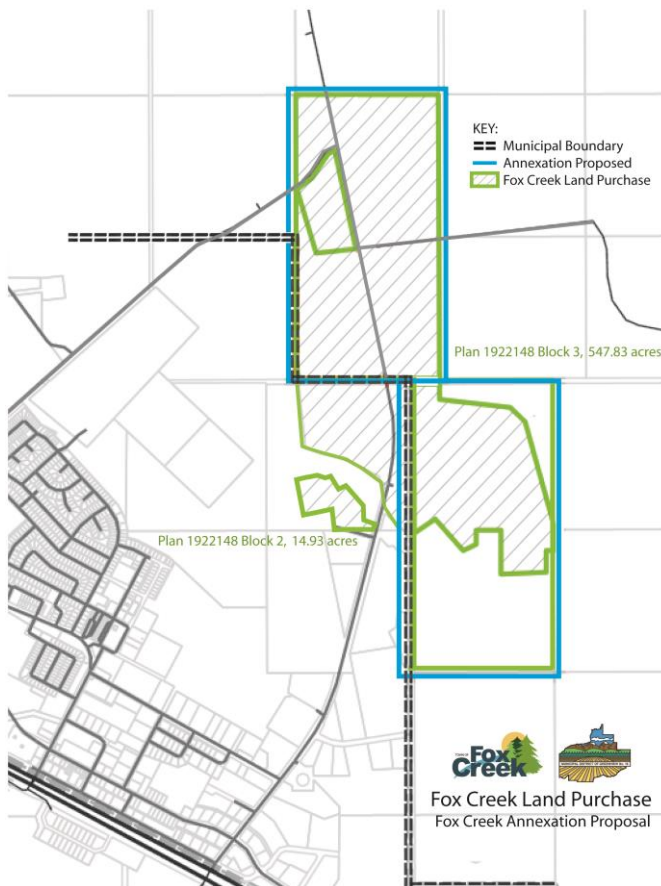 KEY:
Municipal Boundary
Annexation Proposed
Fox Creek Land Purchase
Plan 1922148 Block 3, 547.83 acres
Plan 1922148 Block 2, 14.93 acres
Fox
Creek
Fox Creek Land Purchase
Fox Creek Annexation Proposal